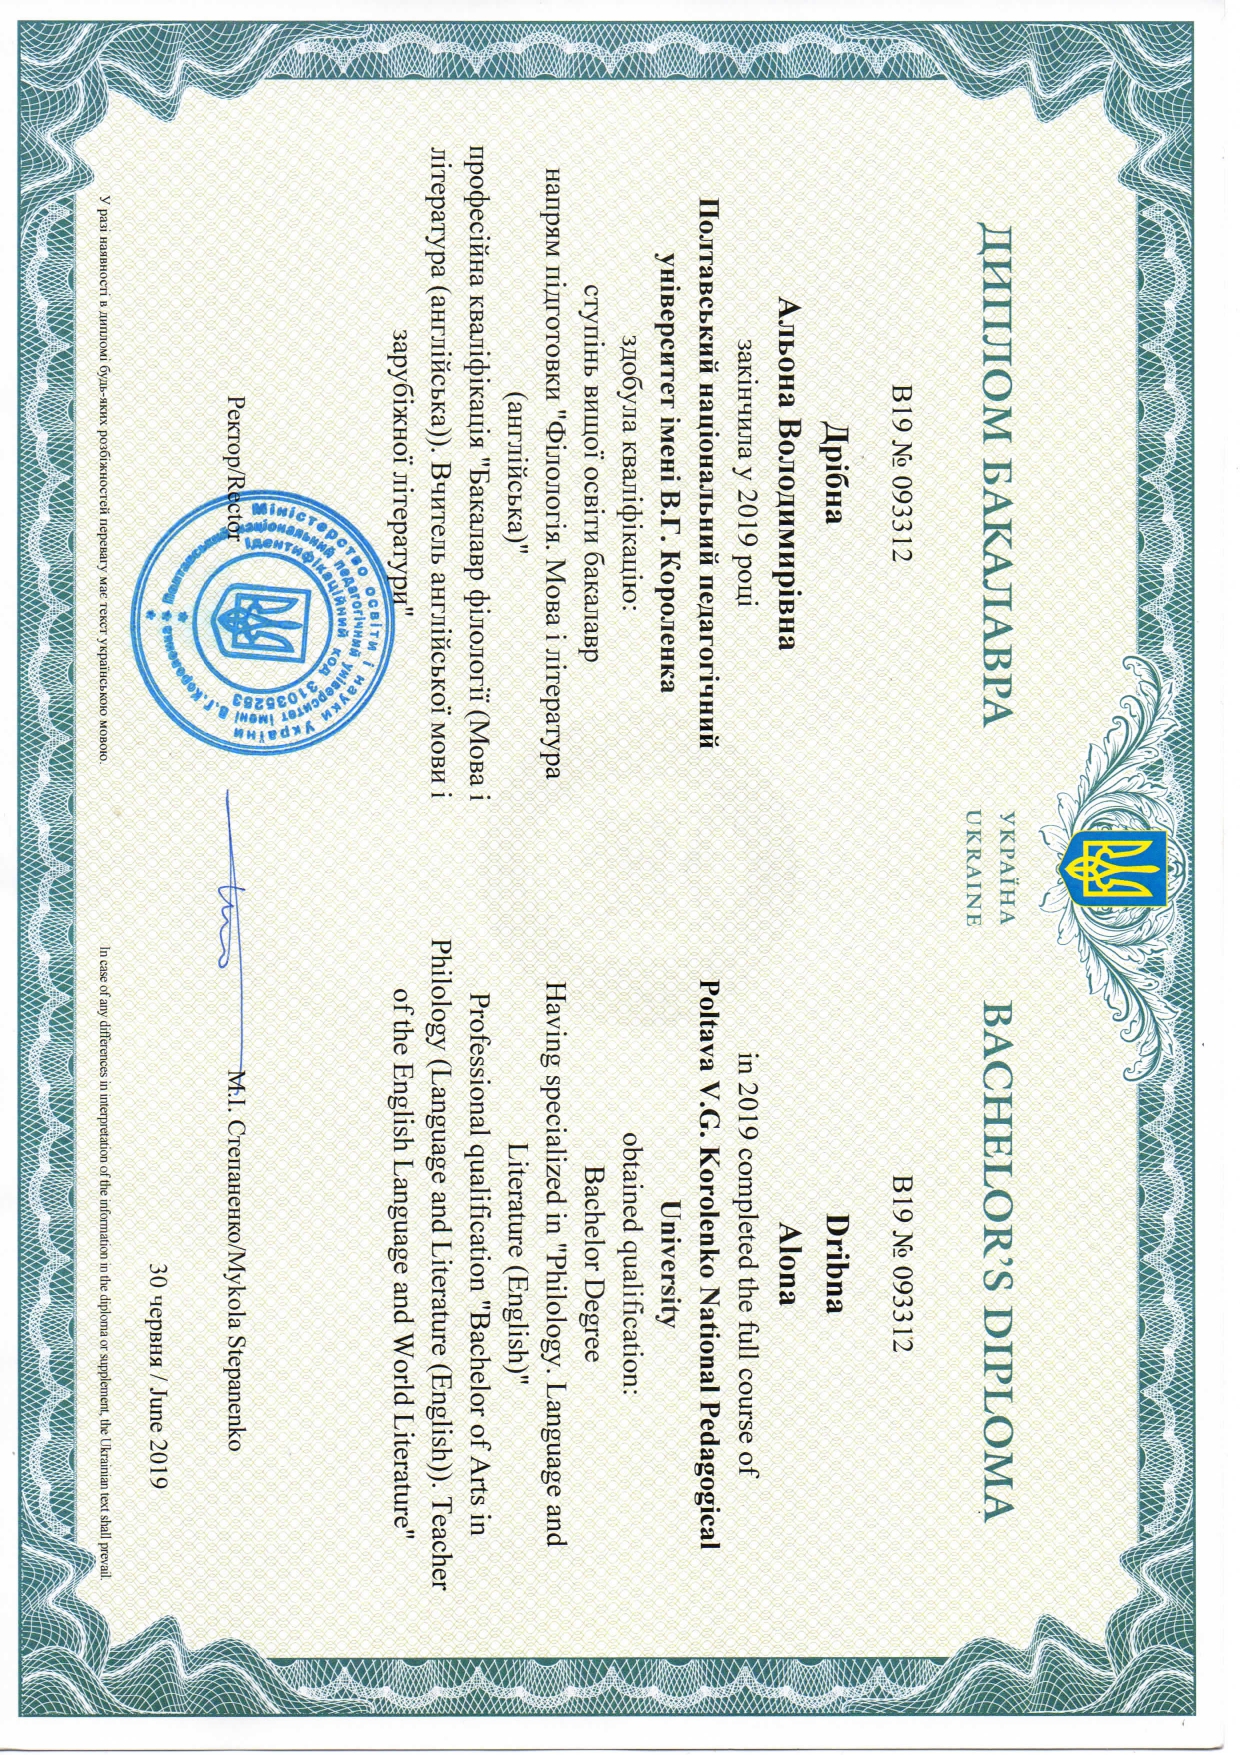 УКРАЇНА
UKRAINE
ДИПЛОМ БАКАЛАВРА
В19 № 093312
Дрібна
Альона Володимирівна
закінчила у 2019 році
Полтавський національний педагогічний
університет імені В.Г. Короленка
здобула кваліфікацію:
ступінь вищої освіти бакалавр
напрям підготовки "Філологія. Мова і література
(англійська)"
професійна кваліфікація "Бакалавр філології (Мова і
література (англійська)). Вчитель англійської мови і
зарубіжної літератури"
BACHELOR'S DIPLOMA
B19 № 093312
Dribna
Alona
in 2019 completed the full course of
Poltava V.G. Korolenko National Pedagogical
University
obtained qualification:
Bachelor Degree
Having specialized in "Philology. Language and
Literature (English)"
Professional qualification "Bachelor of Arts in
Philology (Language and Literature (English)). Teacher
of the English Language and World Literature"
Ректор/Rector
М.І. Степаненко/Mykola Stepanenko
Міністерство освіти і науки України
Полтавський національний педагогічний університет імені В.Г.Короленка
Ідентифікаційний код 31035253
30 червня / June 2019
У разі наявності в дипломі будь-яких розбіжностей перевагу має текст українською мовою.
In case of any differences in interpretation of the information in the diploma or supplement, the Ukrainian text shall prevail.